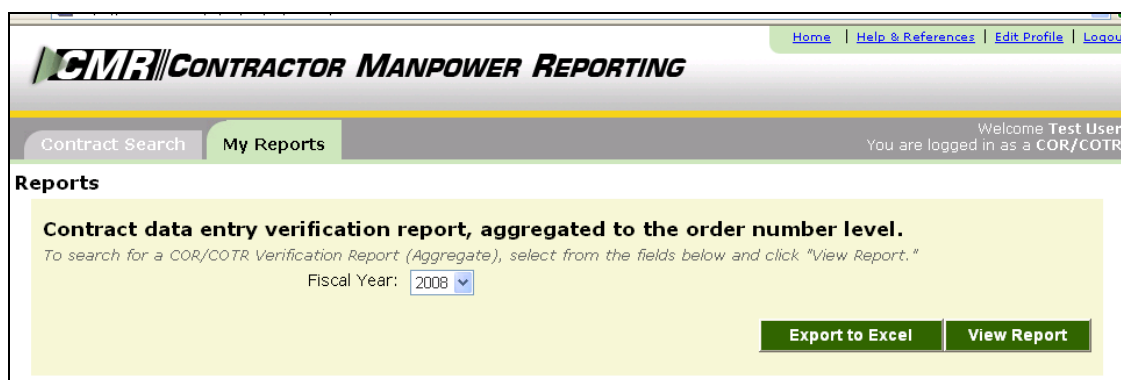 Home | Help & References | Edit Profile | Logou
CMR CONTRACTOR MANPOWER REPORTING
Contract Search My Reports
Welcome Test User
You are logged in as a COR/COTR
Reports
Contract data entry verification report, aggregated to the order number level.
To search for a COR/COTR Verification Report (Aggregate), select from the fields below and click "View Report."
Fiscal Year: 2008
Export to Excel View Report